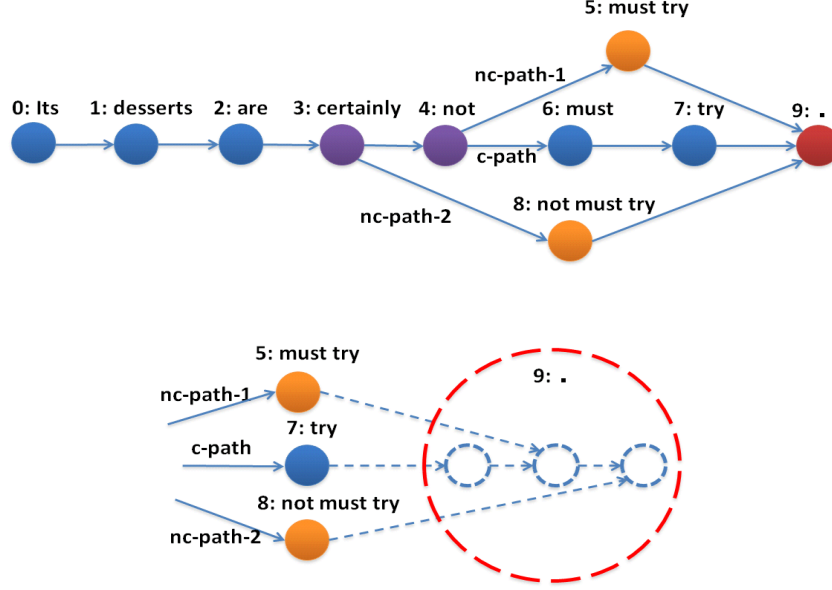 5: must try
nc-path-1
0: Its
1: desserts
2: are
3: certainly
4: not
6: must
7: try
9: .
c-path
8: not must try
nc-path-2
5: must try
9: .
nc-path-1
7: try
c-path
8: not must try
nc-path-2